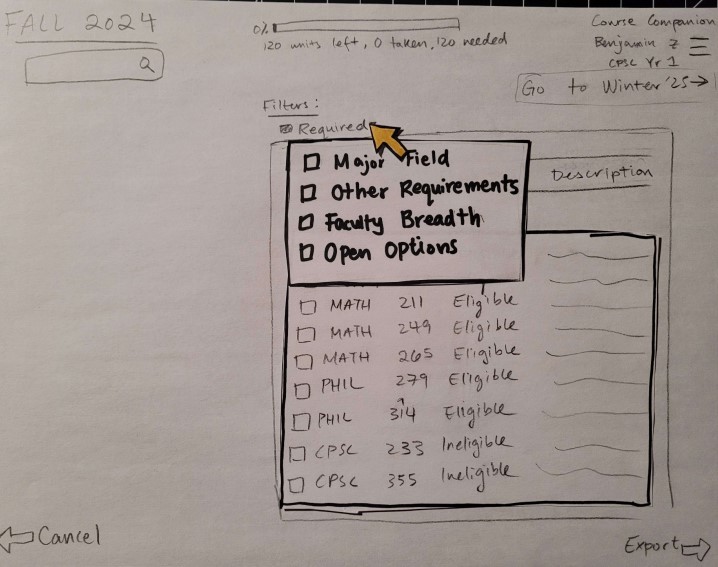 FALL 2024
0%
120 units left, 0 taken, 120 needed
Course Companion
Benjamin Z
CPSC Yr 1
Go to Winter '25→
Filters:
Required
Major Field
Other Requirements
Faculty Breadth
Open Options
Description
MATH 211 Eligible
MATH 249 Eligible
MATH 265 Eligible
PHIL 279 Eligible
PHIL 314 Eligible
CPSC 233 Ineligible
CPSC 355 Ineligible
Cancel
Export